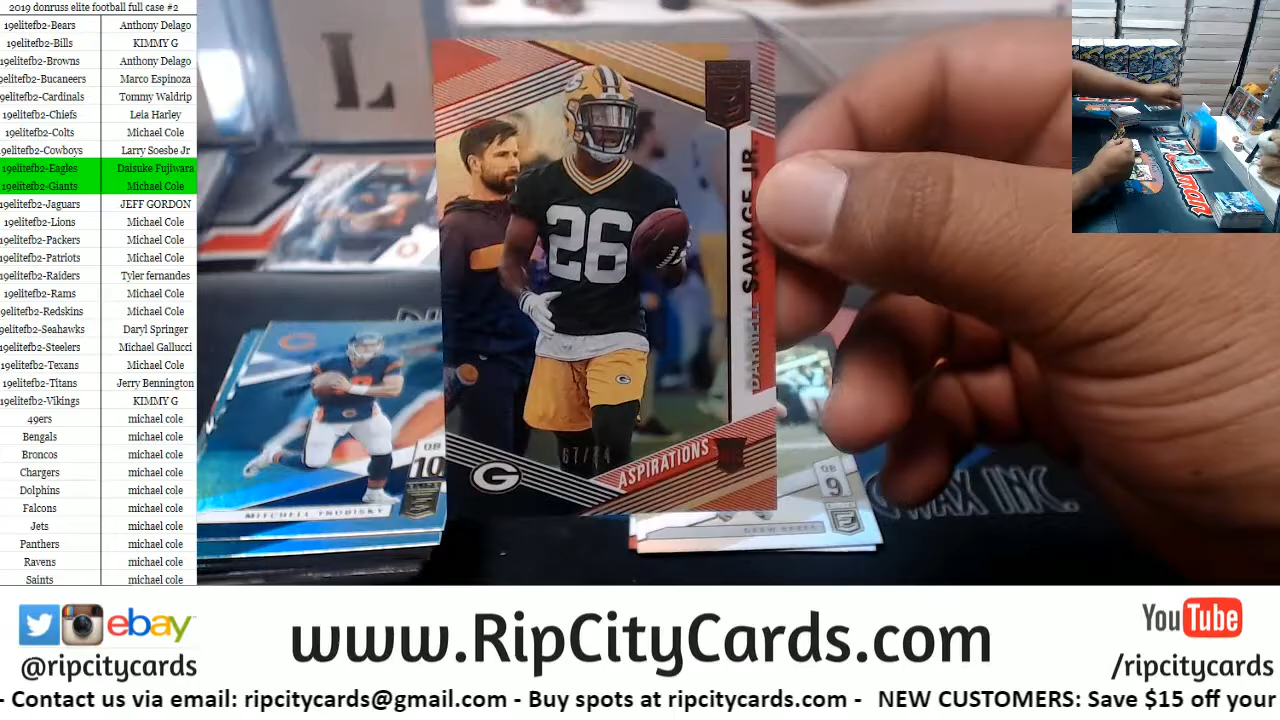 2019 donruss elite football full case #2
19elitefb2-Bears Anthony Delago
19elitefb2-Bills KIMMY G
19elitefb2-Browns Anthony Delago
9elitefb2-Bucaneers Marco Espinoza
9elitefb2-Cardinals Tommy Waldrip
19elitefb2-Chiefs Leia Harley
19elitefb2-Colts Michael Cole
9elitefb2-Cowboys Larry Soesbe Jr
19elitefb2-Eagles Daisuke Fujiwara
19elitefb2-Giants Michael Cole
19elitefb2-Jaguars JEFF GORDON
19elitefb2-Lions Michael Cole
19elitefb2-Packers Michael Cole
19elitefb2-Patriots Michael Cole
19elitefb2-Raiders Tyler fernandes
19elitefb2-Rams Michael Cole
19elitefb2-Redskins Michael Cole
9elitefb2-Seahawks Daryl Springer
19elitefb2-Steelers Michael Gallucci
19elitefb2-Texans Michael Cole
19elitefb2-Titans Jerry Bennington
19elitefb2-Vikings KIMMY G
49ers michael cole
Bengals michael cole
Broncos michael cole
Chargers michael cole
Dolphins michael cole
Falcons michael cole
Jets michael cole
Panthers michael cole
Ravens michael cole
Saints michael cole
L
26
DARNELL SAVAGE JR
ASPIRATIONS
G
QB
10
MITCHELL TRUBISKY
QB
9
DREW BREES
WAX INC.
ebay
@ripcitycards
www.RipCityCards.com
YouTube
/ripcitycards
- Contact us via email: ripcitycards@gmail.com - Buy spots at ripcitycards.com - NEW CUSTOMERS: Save $15 off your